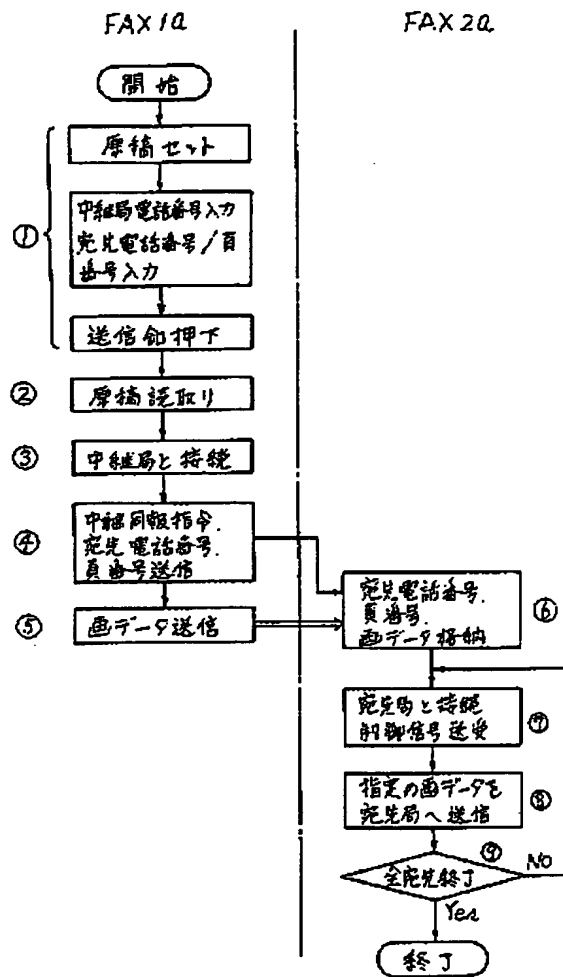 FAX1a
FAX2a
開始
原稿セット
①
中継局電話番号入力
宛先電話番号/頁
番号入力
送信釦押下
②
原稿読取り
③
中継局と接続
④
中継同報指令.
宛先電話番号.
頁番号送信
⑤
画データ送信
宛先電話番号.
頁番号.
画データ格納
⑥
宛先局と接続
制御信号送受
⑦
指定の画データを
宛先局へ送信
⑧
⑨
全宛先終了
NO
Yes
終了